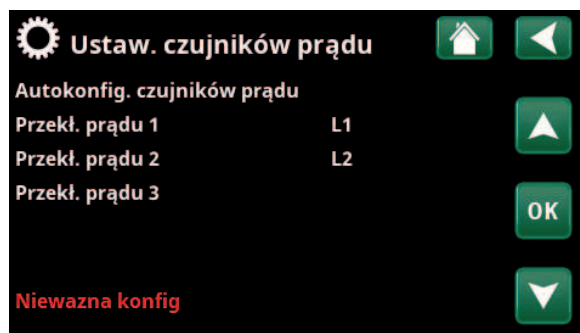 Ustaw. czujników prądu
Autokonfig. czujników prądu
Przekł. prądu 1 L1
Przekł. prądu 2 L2
Przekł. prądu 3
OK
Niewazna konfig